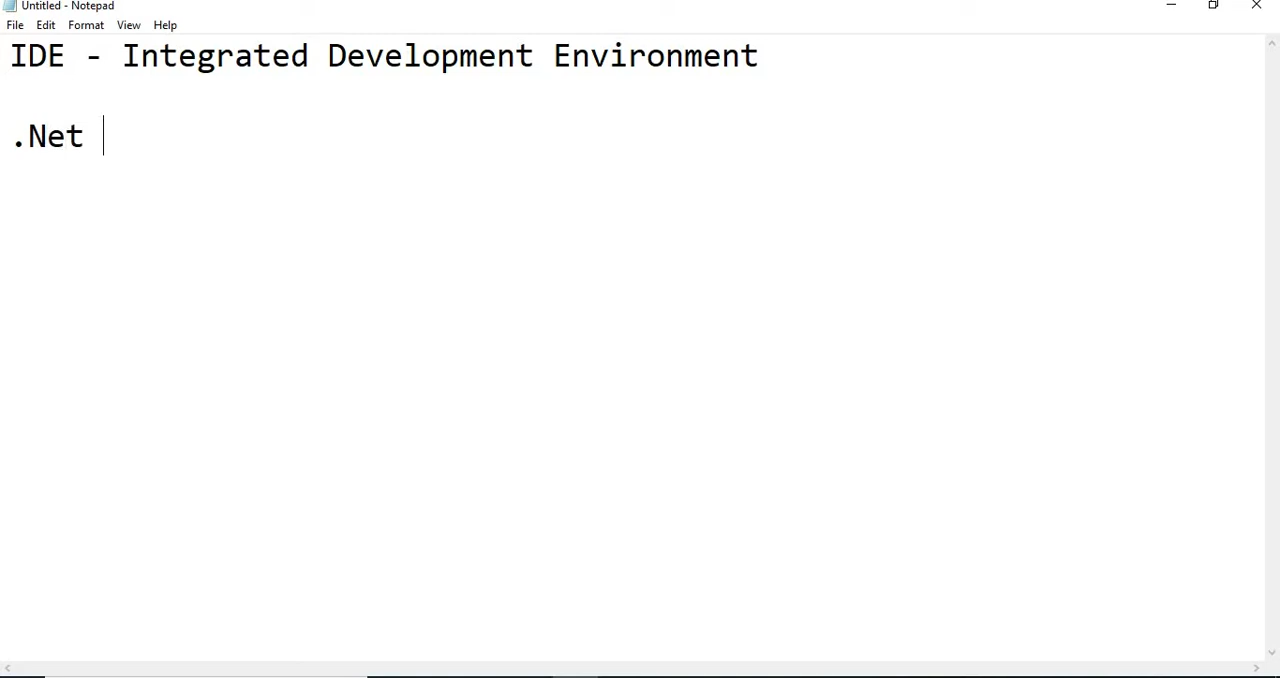 Untitled - Notepad
File Edit Format View Help
IDE - Integrated Development Environment
.Net